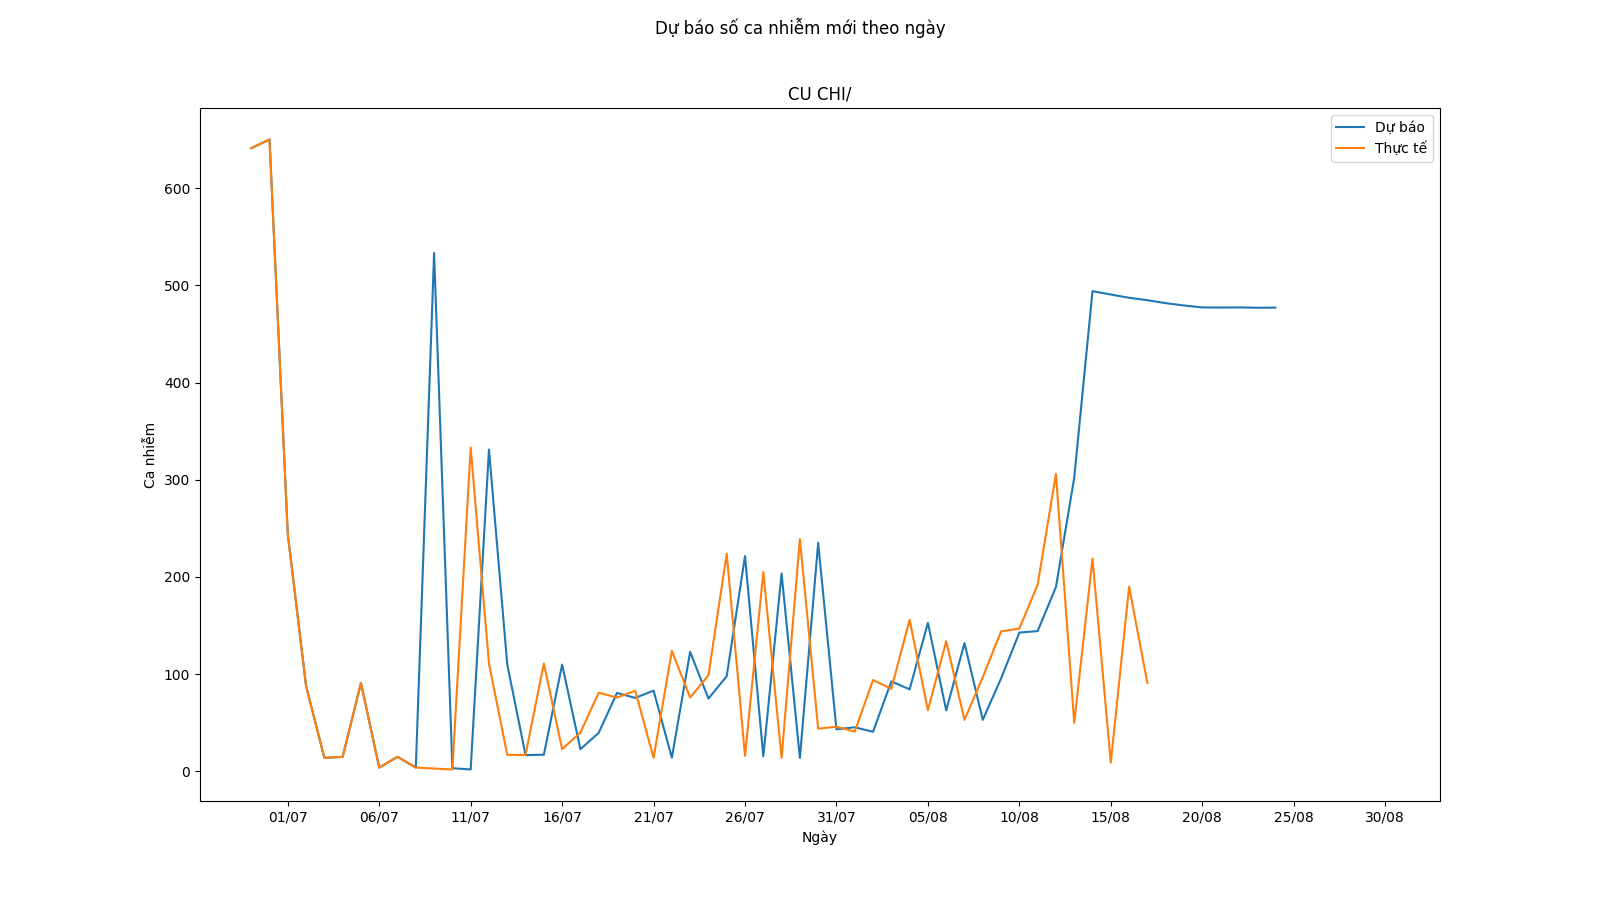 Dự báo số ca nhiễm mới theo ngày
CU CHI/
Dự báo
Thực tế
600
500
400
300
200
100
0
Ca nhiễm
01/07 06/07 11/07 16/07 21/07 26/07 31/07 05/08 10/08 15/08 20/08 25/08 30/08
Ngày